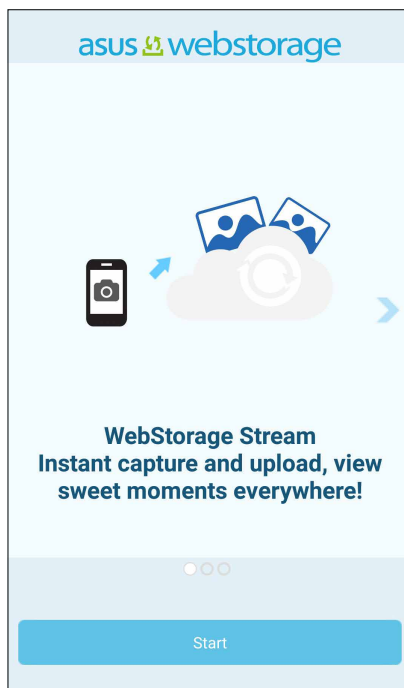 asus webstorage
WebStorage Stream
Instant capture and upload, view
sweet moments everywhere!
Start